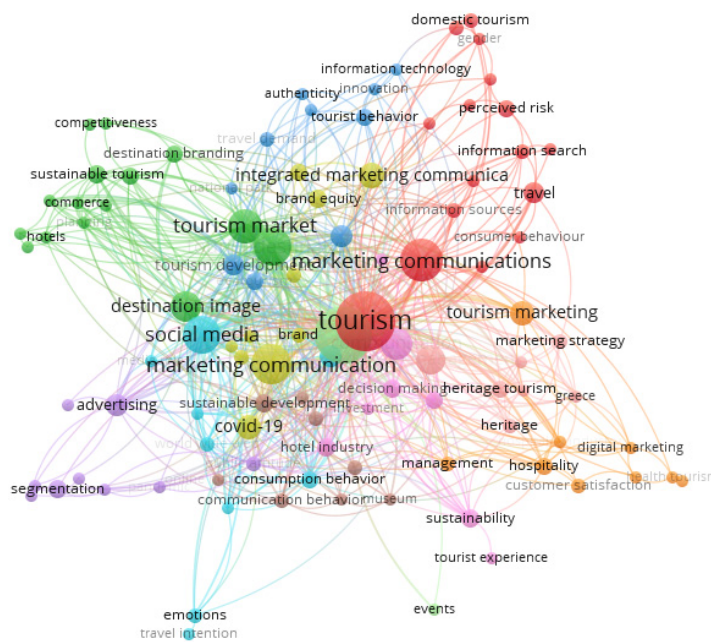 domestic tourism
gender
information technology
innovation
authenticity
perceived risk
tourist behavior
competitiveness
travel demand
information search
destination branding
sustainable tourism
integrated marketing communica
national park
travel
brand equity
commerce
information sources
planning
tourism market
hotels
consumer behaviour
marketing communications
tourism development
destination image
tourism marketing
tourism
social media
brand
marketing strategy
marketing communication
decision making
heritage tourism
greece
sustainable development
investment
advertising
covid-19
heritage
hotel industry
digital marketing
management
hospitality
health tourism
consumption behavior
segmentation
customer satisfaction
communication behavior
museum
sustainability
tourist experience
events
emotions
travel intention